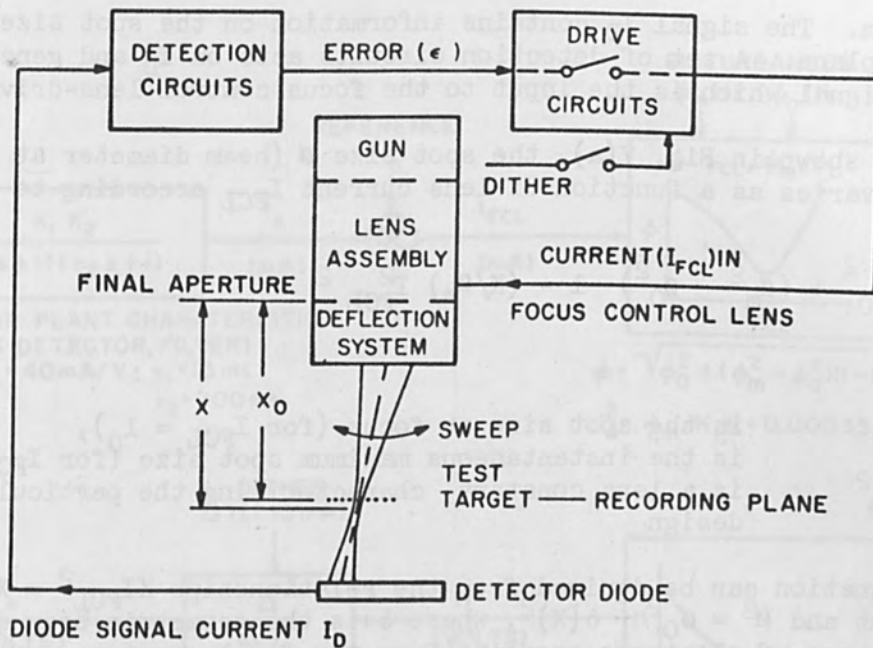 DETECTION
CIRCUITS
ERROR (ϵ)
DRIVE
CIRCUITS
GUN
DITHER
LENS
ASSEMBLY
CURRENT (I_FCL) IN
FINAL APERTURE
FOCUS CONTROL LENS
DEFLECTION
SYSTEM
X
X_O
SWEEP
TEST
TARGET
RECORDING PLANE
DETECTOR DIODE
DIODE SIGNAL CURRENT I_D